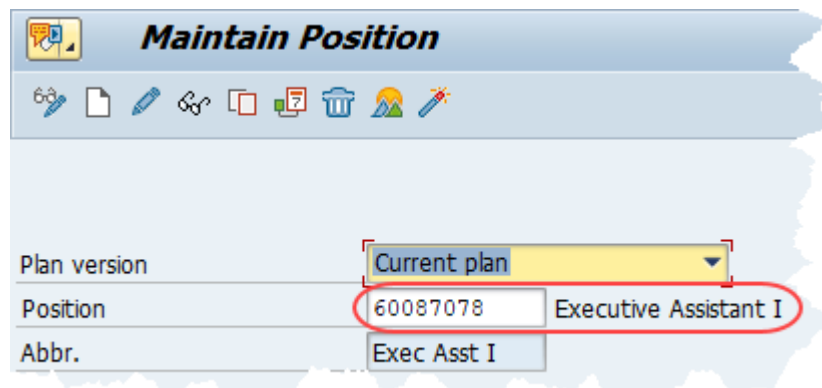 Maintain Position
Plan version Current plan
Position 60087078 Executive Assistant I
Abbr. Exec Asst I